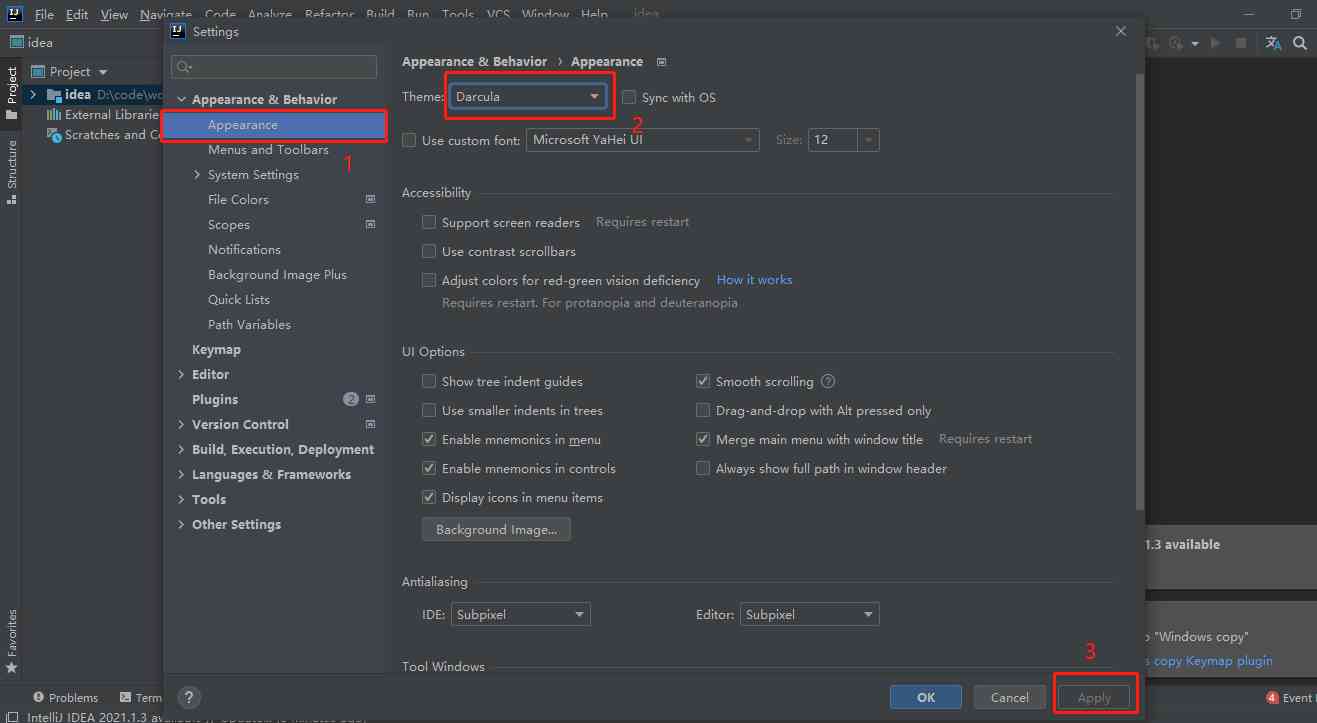 File Edit View Navigate Code Analyze Refactor Build Run Tools VCS Window Help idea
idea
Settings
Project
Project
idea D:\code\wo
External Librarie
Scratches and Co
Structure
Favorites
Appearance & Behavior
Appearance
1
Menus and Toolbars
System Settings
File Colors
Scopes
Notifications
Background Image Plus
Quick Lists
Path Variables
Keymap
Editor
Plugins 2
Version Control
Build, Execution, Deployment
Languages & Frameworks
Tools
Other Settings
Appearance & Behavior › Appearance
Theme: Darcula Sync with OS
2
Use custom font: Microsoft YaHei UI Size: 12
Accessibility
Support screen readers Requires restart
Use contrast scrollbars
Adjust colors for red-green vision deficiency How it works
Requires restart. For protanopia and deuteranopia
UI Options
Show tree indent guides Smooth scrolling ?
Use smaller indents in trees Drag-and-drop with Alt pressed only
Enable mnemonics in menu Merge main menu with window title Requires restart
Enable mnemonics in controls Always show full path in window header
Display icons in menu items
Background Image...
Antialiasing
IDE: Subpixel Editor: Subpixel
Tool Windows
3
? OK Cancel Apply
1.3 available
"Windows copy"
s copy Keymap plugin
Problems Term
4 Event
IntelliJ IDEA 2021.1.3 available